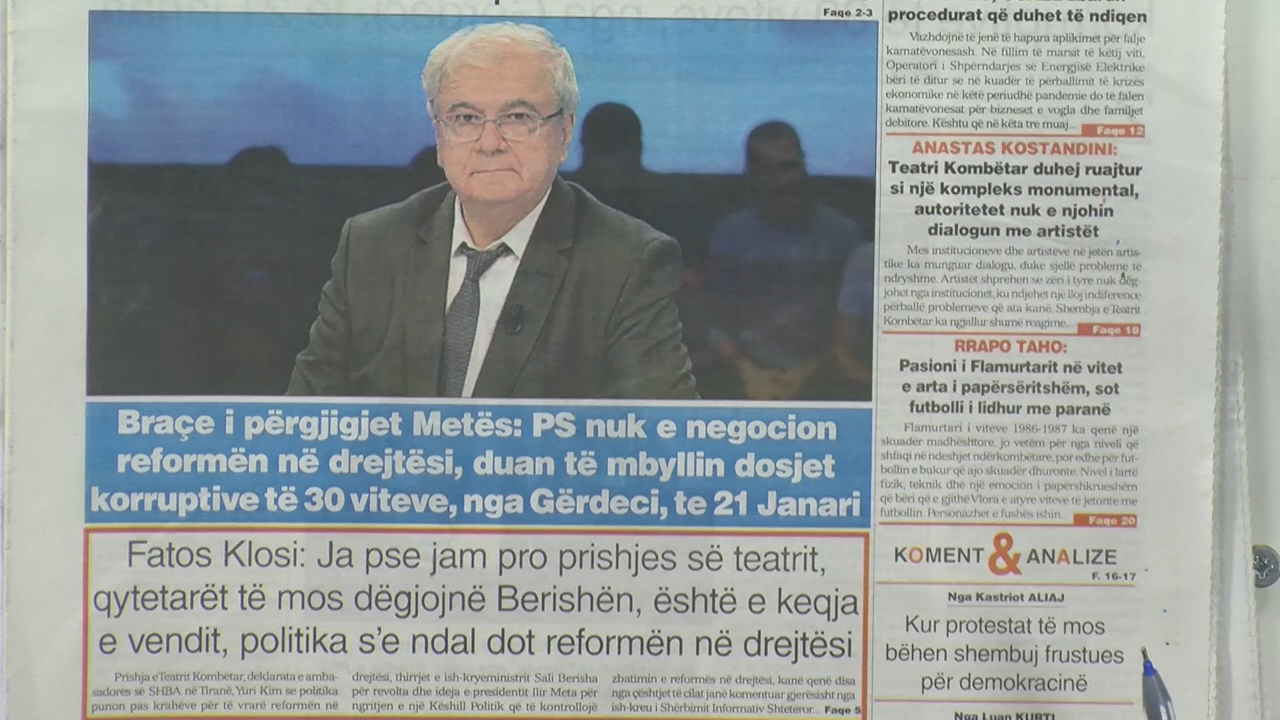 Faqe 2-3
Braçe i përgjigjet Metës: PS nuk e negocion
reformën në drejtësi, duan të mbyllin dosjet
korruptive të 30 viteve, nga Gërdeci, te 21 Janari
Fatos Klosi: Ja pse jam pro prishjes së teatrit,
qytetarët të mos dëgjojnë Berishën, është e keqja
e vendit, politika s'e ndal dot reformën në drejtësi
Prishja e Teatrit Kombëtar, deklarata e amba-
sadores së SHBA në Tiranë, Yuri Kim se politika
punon pas krahëve për të vrarë reformën në
drejtësi, thirrjet e ish-kryeministrit Sali Berisha
për revolta dhe ideja e presidentit Ilir Meta për
ngritjen e një Këshill Politik që të kontrollojë
zbatimin e reformës në drejtësi, kanë qenë disa
nga çështjet të cilat janë komentuar gjerësisht nga
ish-kreu i Shërbimit Informativ Shtetëror... Faqe 5
procedurat që duhet të ndiqen
Vazhdojnë të jenë të hapura aplikimet për falje
kamatëvonesash. Në fillim të marsit të këtij viti,
Operatori i Shpërndarjes së Energjisë Elektrike
bëri të ditur se në kuadër të përballimit të krizës
ekonomike në këtë periudhë pandemie do të falen
kamatëvonesat për bizneset e vogla dhe familjet
debitore. Kështu që në këta tre muaj... Faqe 12
ANASTAS KOSTANDINI:
Teatri Kombëtar duhej ruajtur
si një kompleks monumental,
autoritetet nuk e njohin
dialogun me artistët
Mes institucioneve dhe artistëve në jetën artis-
tike ka munguar dialogu, duke sjellë probleme të
ndryshme. Artistët shprehen se zëri i tyre nuk dëg-
johet nga institucionet, ku ndjehet një lloj indiference
përballë problemeve që ata kanë. Shembja e Teatrit
Kombëtar ka ngjallur shumë reagime... Faqe 18
RRAPO TAHO:
Pasioni i Flamurtarit në vitet
e arta i papërsëritshëm, sot
futbolli i lidhur me paranë
Flamurtari i viteve 1986-1987 ka qenë një
skuadër madhështore, jo vetëm për nga niveli që
shfaqi në ndeshjet ndërkombëtare, por edhe për fut-
bollin e bukur që ajo skuadër dhuronte. Nivel i lartë
fizik, teknik dhe një emocion i papërshkrueshëm
që bëri që e gjithë Vlora e atyre viteve të jetonte me
futbollin. Personazhet e fushës ishin... Faqe 20
KOMENT & ANALIZE
F. 16-17
Nga Kastriot ALIAJ
Kur protestat të mos
bëhen shembuj frustues
për demokracinë
Nga Luan KURTI